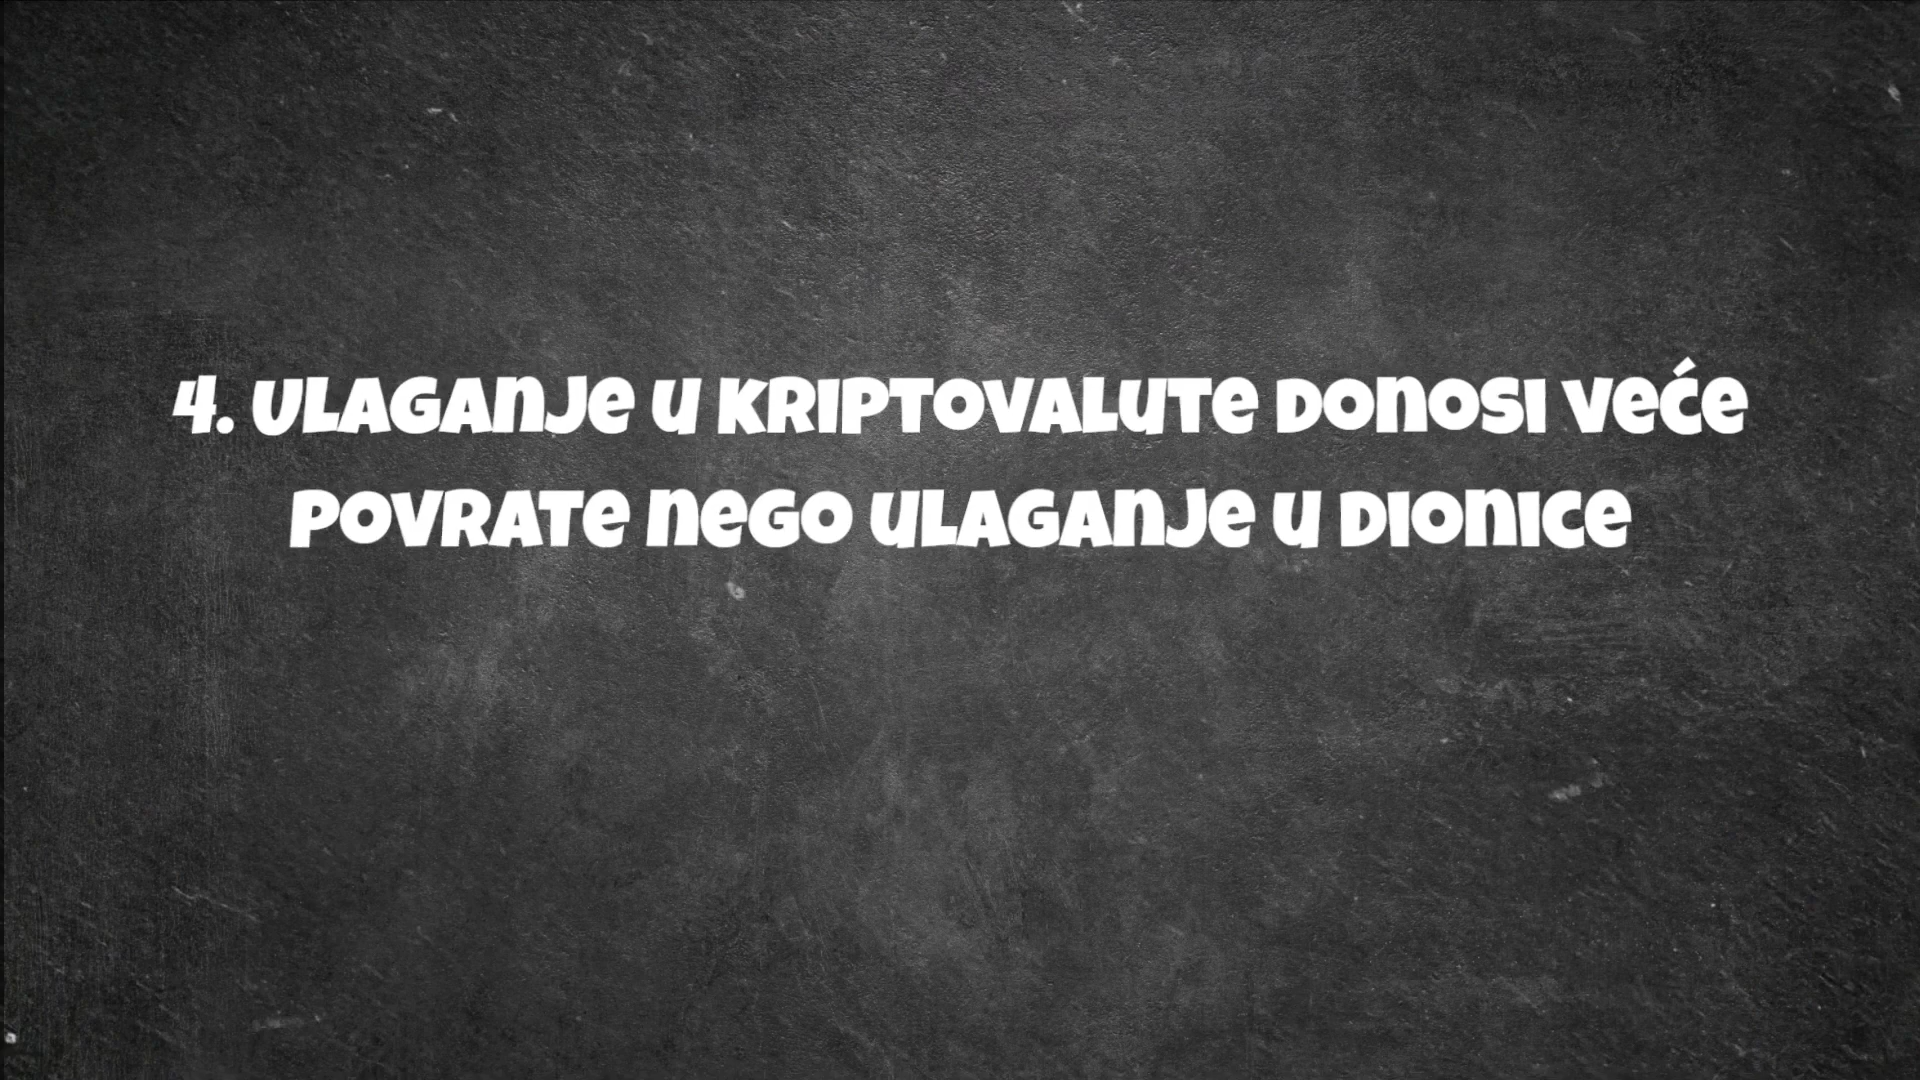 4. Ulaganje u kriptovalute donosi veće
povrate nego ulaganje u dionice